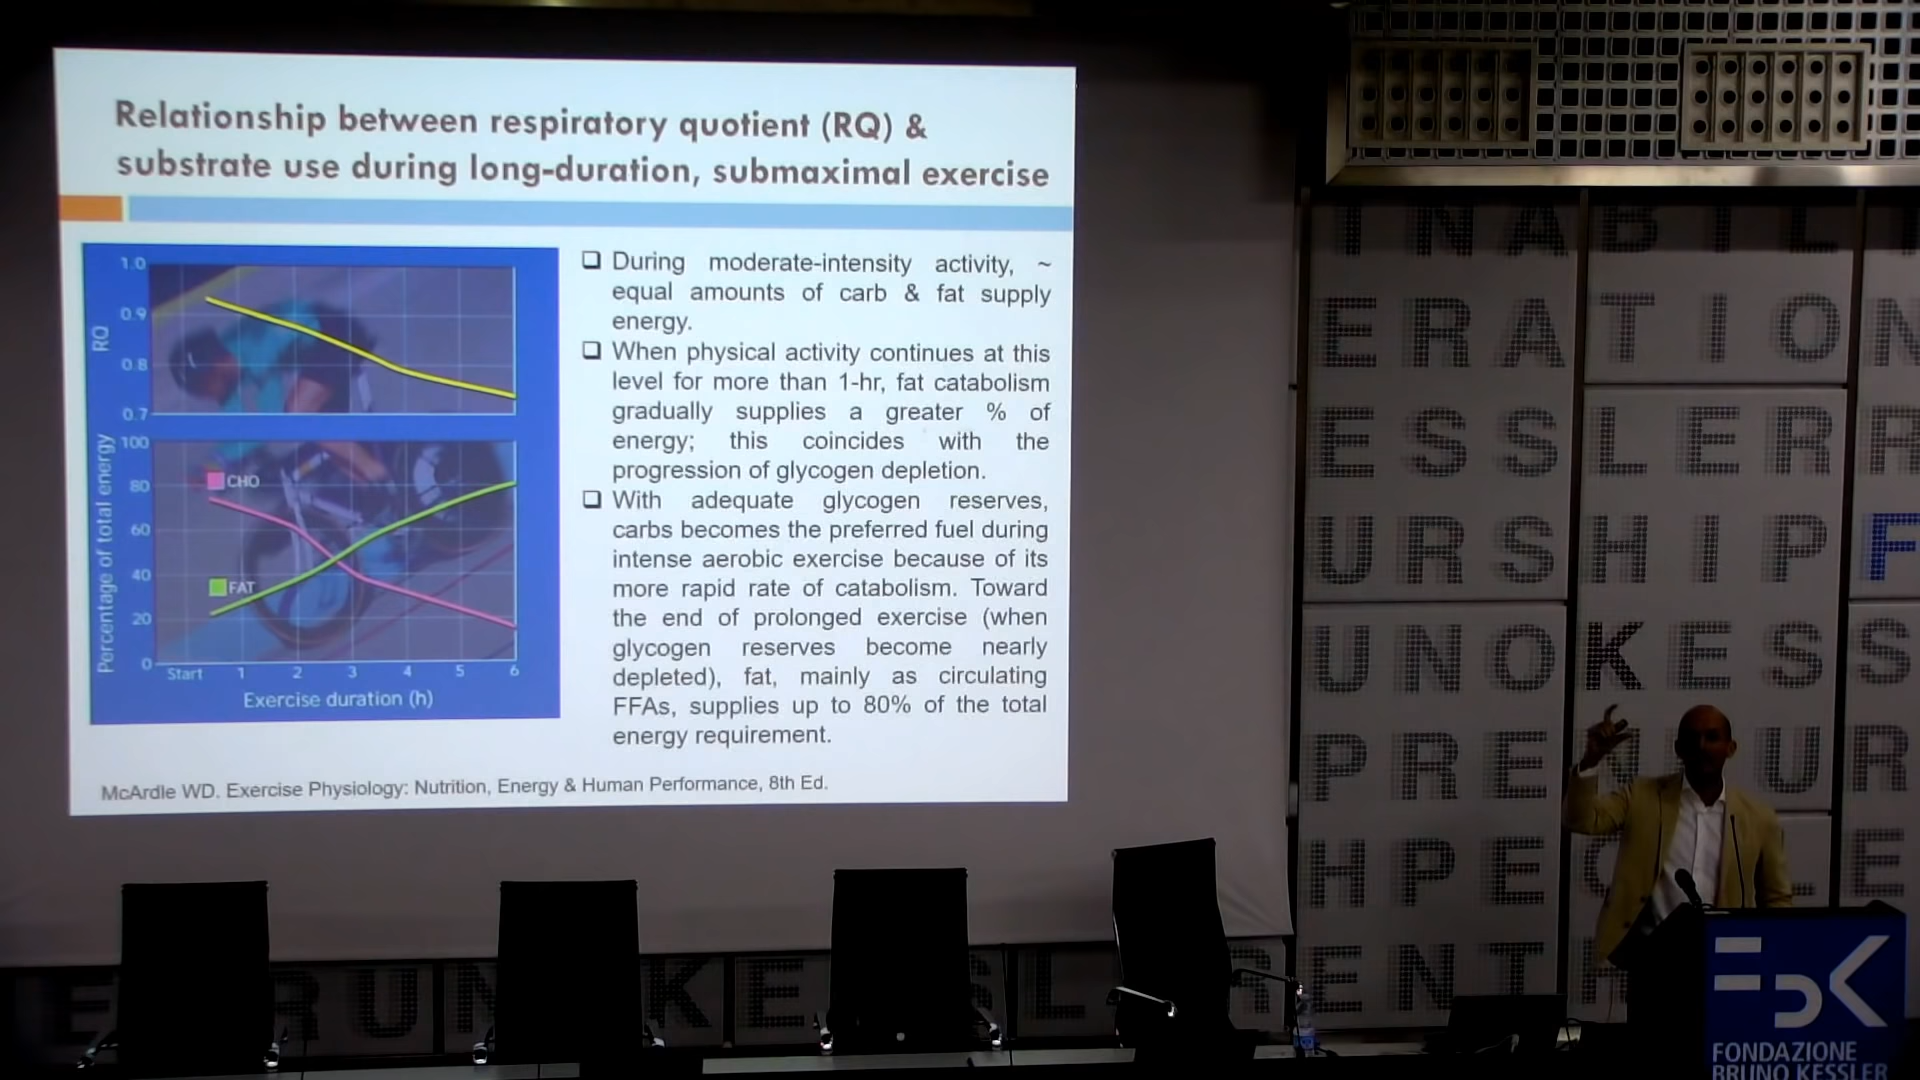 Relationship between respiratory quotient (RQ) &
substrate use during long-duration, submaximal exercise
1.0
0.9
0.8
0.7
RQ
100
80
60
40
20
0
Percentage of total energy
CHO
FAT
Start 1 2 3 4 5 6
Exercise duration (h)
❑ During moderate-intensity activity, ~
equal amounts of carb & fat supply
energy.
❑ When physical activity continues at this
level for more than 1-hr, fat catabolism
gradually supplies a greater % of
energy; this coincides with the
progression of glycogen depletion.
❑ With adequate glycogen reserves,
carbs becomes the preferred fuel during
intense aerobic exercise because of its
more rapid rate of catabolism. Toward
the end of prolonged exercise (when
glycogen reserves become nearly
depleted), fat, mainly as circulating
FFAs, supplies up to 80% of the total
energy requirement.
McArdle WD. Exercise Physiology: Nutrition, Energy & Human Performance, 8th Ed.
INABILI
ERATION
ESSLERR
URSHIPF
UNOKESS
PRENEUR
HPEOPLE
FBK
FONDAZIONE
BRUNO KESSLER